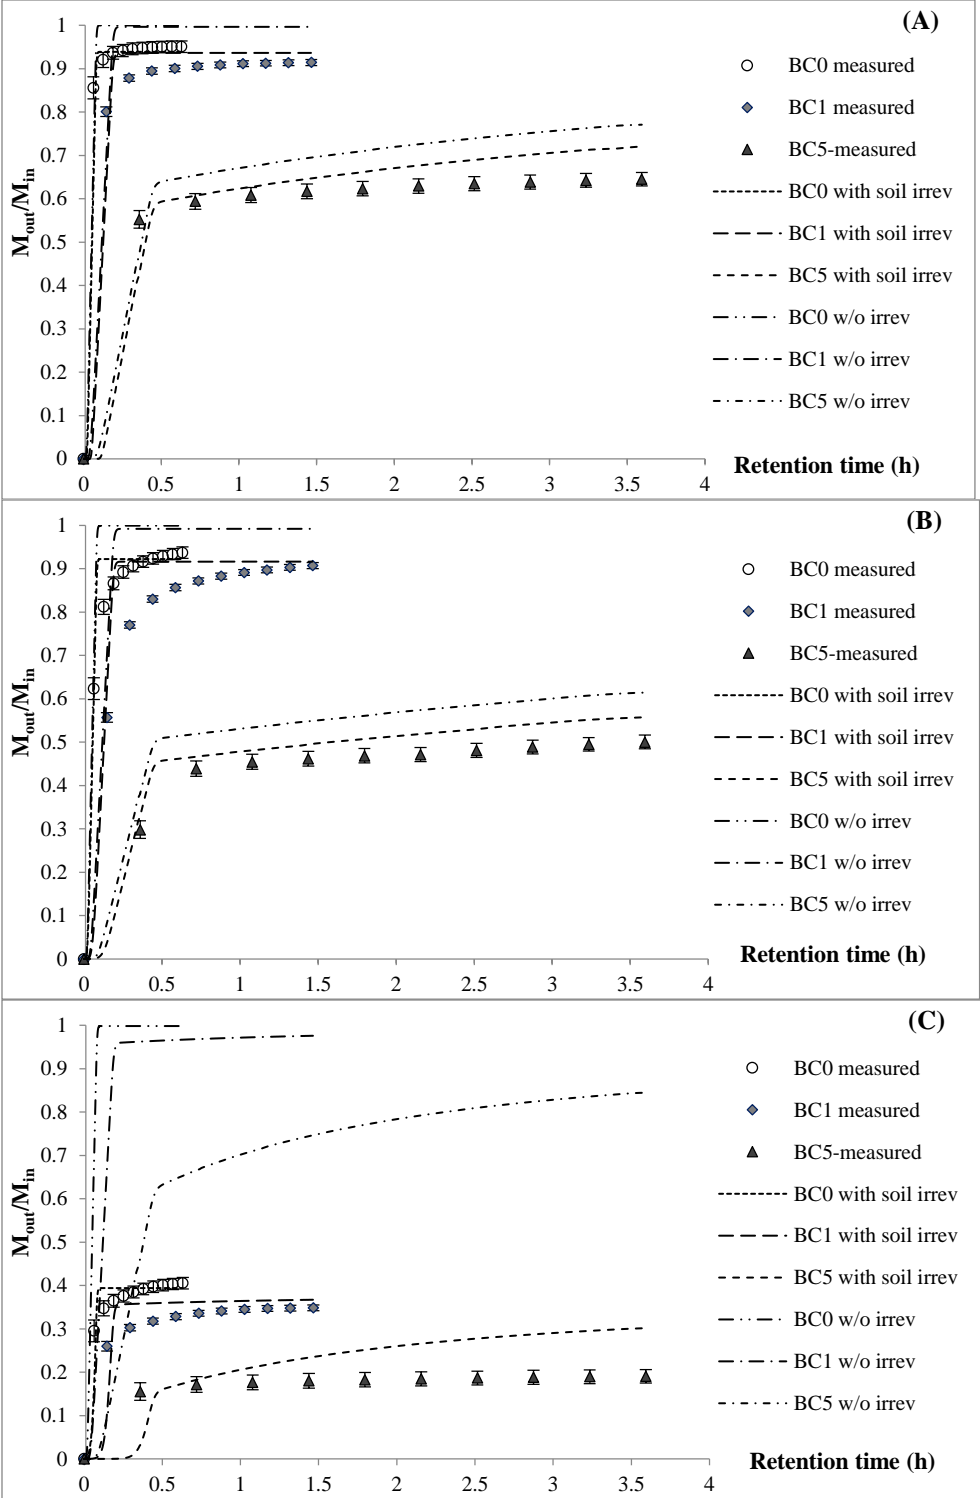 (A)
1
0.9
0.8
0.7
0.6
0.5
0.4
0.3
0.2
0.1
0
M_out/M_in
BC0 measured
BC1 measured
BC5-measured
BC0 with soil irrev
BC1 with soil irrev
BC5 with soil irrev
BC0 w/o irrev
BC1 w/o irrev
BC5 w/o irrev
0 0.5 1 1.5 2 2.5 3 3.5 4
Retention time (h)
(B)
1
0.9
0.8
0.7
0.6
0.5
0.4
0.3
0.2
0.1
0
M_out/M_in
BC0 measured
BC1 measured
BC5-measured
BC0 with soil irrev
BC1 with soil irrev
BC5 with soil irrev
BC0 w/o irrev
BC1 w/o irrev
BC5 w/o irrev
0 0.5 1 1.5 2 2.5 3 3.5 4
Retention time (h)
(C)
1
0.9
0.8
0.7
0.6
0.5
0.4
0.3
0.2
0.1
0
M_out/M_in
BC0 measured
BC1 measured
BC5-measured
BC0 with soil irrev
BC1 with soil irrev
BC5 with soil irrev
BC0 w/o irrev
BC1 w/o irrev
BC5 w/o irrev
0 0.5 1 1.5 2 2.5 3 3.5 4
Retention time (h)